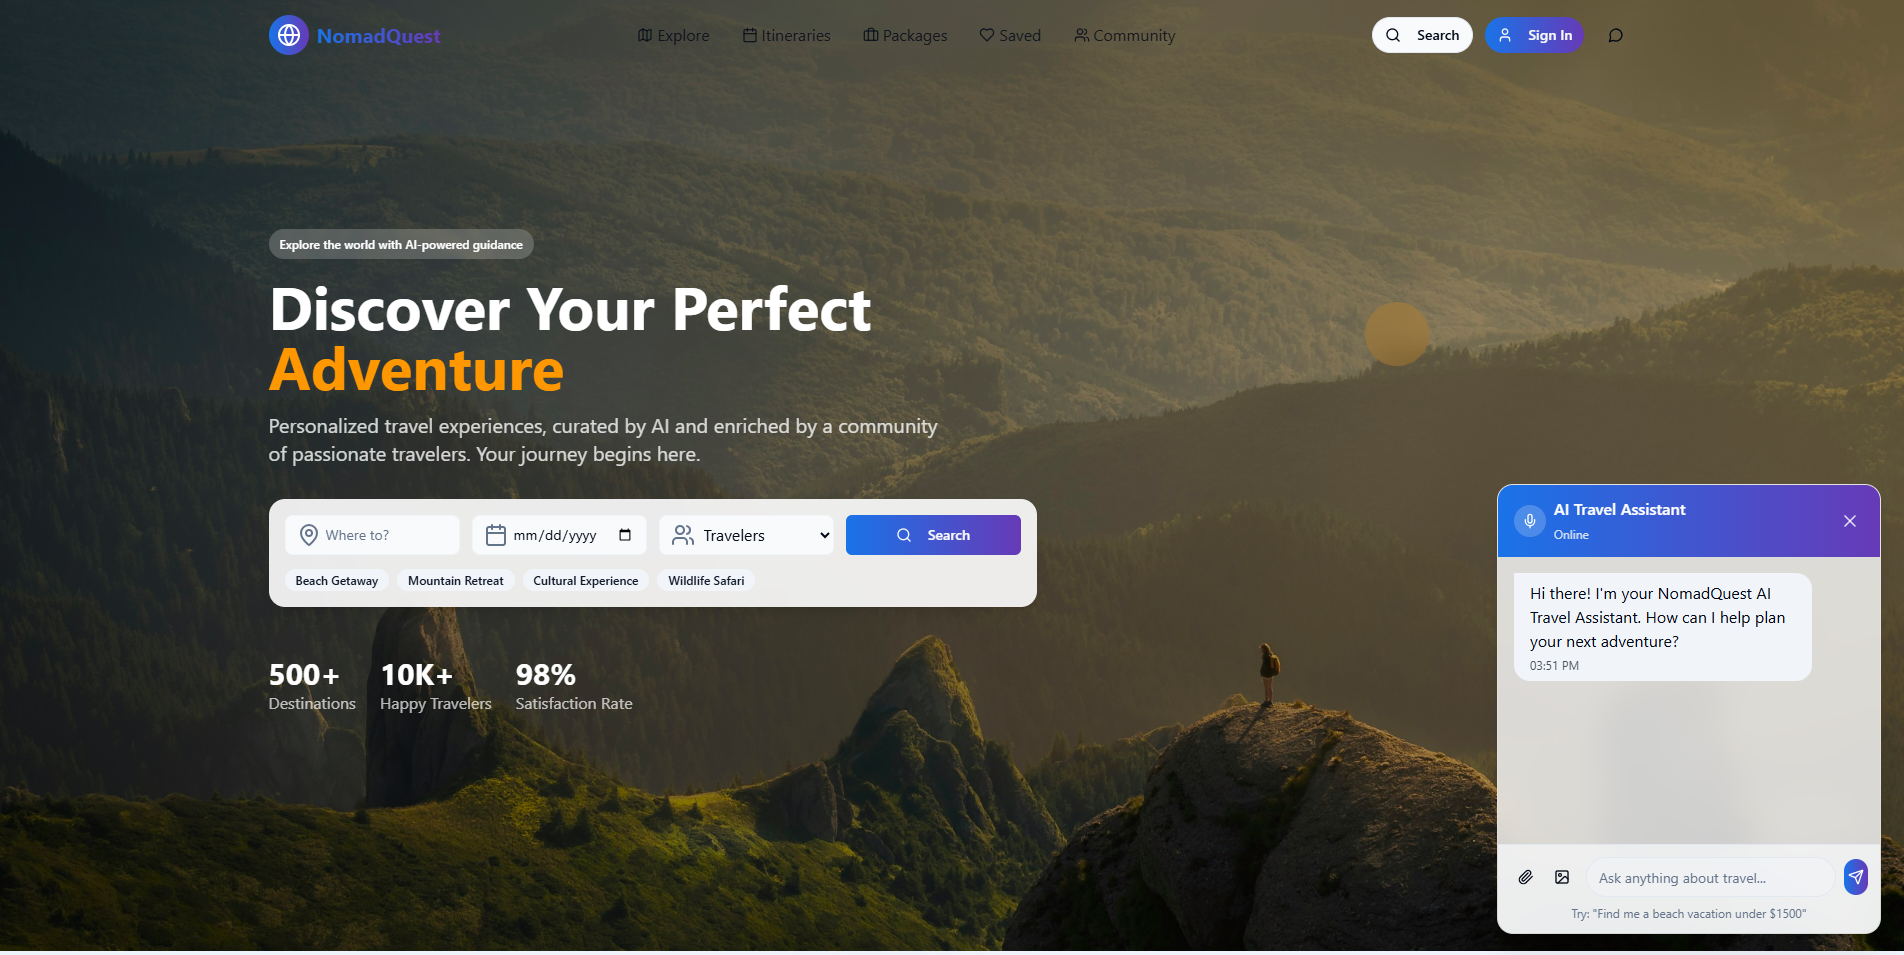 NomadQuest
Explore
Itineraries
Packages
Saved
Community
Search
Sign In
Explore the world with AI-powered guidance
Discover Your Perfect
Adventure
Personalized travel experiences, curated by AI and enriched by a community
of passionate travelers. Your journey begins here.
Where to?
mm/dd/yyyy
Travelers
Search
Beach Getaway
Mountain Retreat
Cultural Experience
Wildlife Safari
500+
Destinations
10K+
Happy Travelers
98%
Satisfaction Rate
AI Travel Assistant
Online
Hi there! I'm your NomadQuest AI
Travel Assistant. How can I help plan
your next adventure?
03:51 PM
Ask anything about travel...
Try: "Find me a beach vacation under $1500"